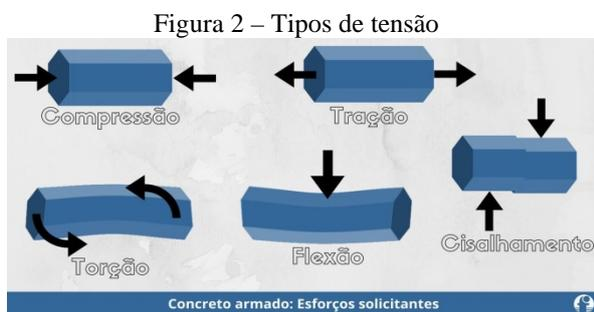 Figura 2 – Tipos de tensão
Compressão
Tração
Torção
Flexão
Cisalhamento
Concreto armado: Esforços solicitantes